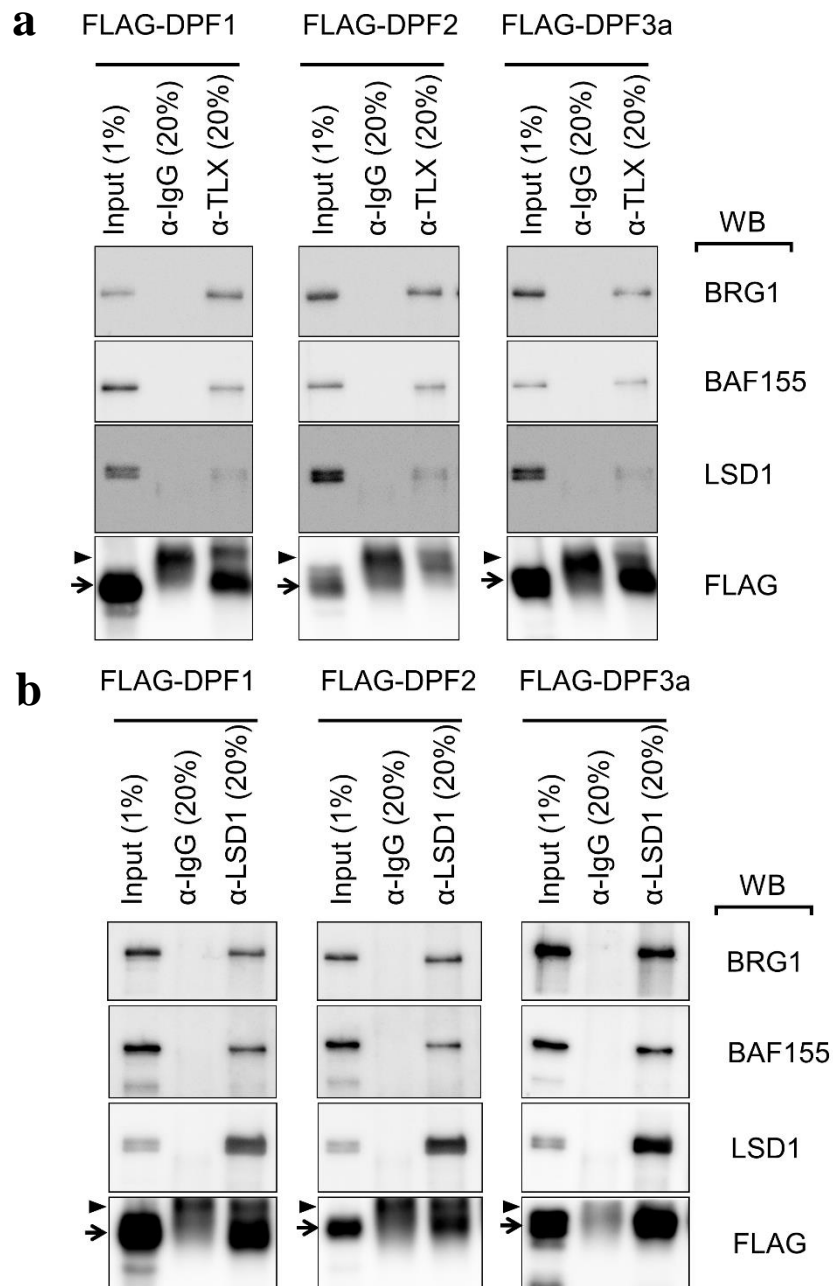 a
FLAG-DPF1 FLAG-DPF2 FLAG-DPF3a
Input (1%) α-IgG (20%) α-TLX (20%) Input (1%) α-IgG (20%) α-TLX (20%) Input (1%) α-IgG (20%) α-TLX (20%)
WB
BRG1
BAF155
LSD1
FLAG
b
FLAG-DPF1 FLAG-DPF2 FLAG-DPF3a
Input (1%) α-IgG (20%) α-LSD1 (20%) Input (1%) α-IgG (20%) α-LSD1 (20%) Input (1%) α-IgG (20%) α-LSD1 (20%)
WB
BRG1
BAF155
LSD1
FLAG